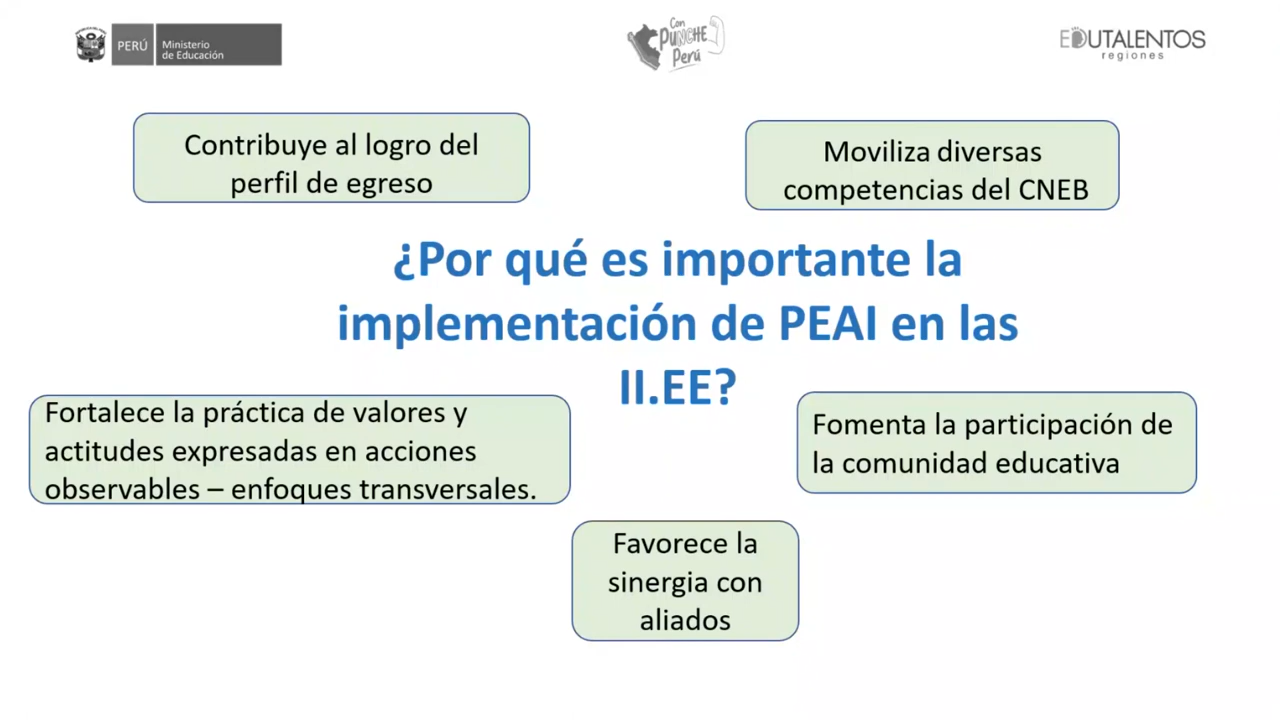 PERÚ
Ministerio
de Educación
Con
PUNCHE
Perú
EDUTALENTOS
regiones
Contribuye al logro del
perfil de egreso
Moviliza diversas
competencias del CNEB
¿Por qué es importante la
implementación de PEAI en las
II.EE?
Fortalece la práctica de valores y
actitudes expresadas en acciones
observables – enfoques transversales.
Fomenta la participación de
la comunidad educativa
Favorece la
sinergia con
aliados